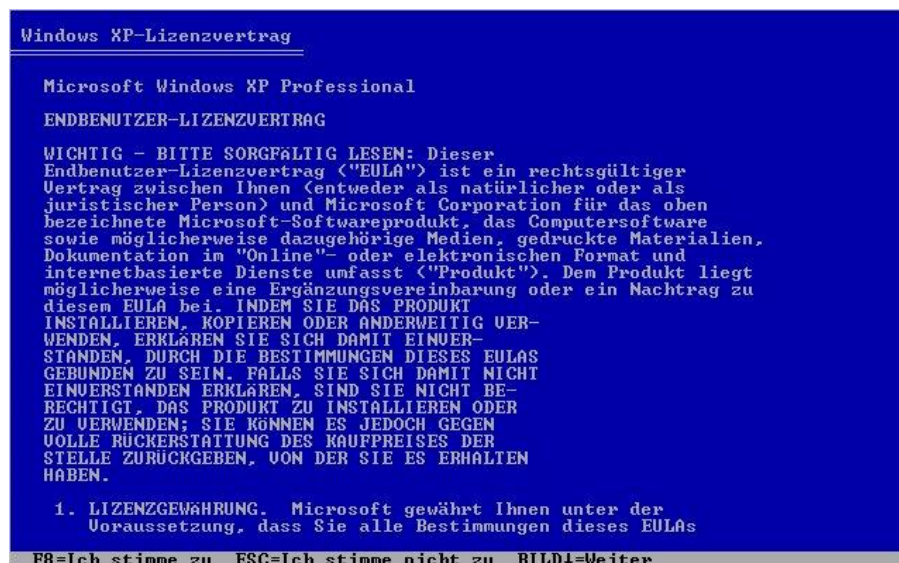 Windows XP-Lizenzvertrag
Microsoft Windows XP Professional
ENDBENUTZER-LIZENZVERTRAG
WICHTIG - BITTE SORGFÄLTIG LESEN: Dieser
Endbenutzer-Lizenzvertrag ("EULA") ist ein rechtsgültiger
Vertrag zwischen Ihnen (entweder als natürlicher oder als
juristischer Person) und Microsoft Corporation für das oben
bezeichnete Microsoft-Softwareprodukt, das Computersoftware
sowie möglicherweise dazugehörige Medien, gedruckte Materialien,
Dokumentation im "Online"- oder elektronischen Format und
internetbasierte Dienste umfasst ("Produkt"). Dem Produkt liegt
möglicherweise eine Ergänzungsvereinbarung oder ein Nachtrag zu
diesem EULA bei. INDEM SIE DAS PRODUKT
INSTALLIEREN, KOPIEREN ODER ANDERWEITIG VER-
WENDEN, ERKLÄREN SIE SICH DAMIT EINVER-
STANDEN, DURCH DIE BESTIMMUNGEN DIESES EULAS
GEBUNDEN ZU SEIN. FALLS SIE SICH DAMIT NICHT
EINVERSTANDEN ERKLÄREN, SIND SIE NICHT BE-
RECHTIGT, DAS PRODUKT ZU INSTALLIEREN ODER
ZU VERWENDEN; SIE KÖNNEN ES JEDOCH GEGEN
VOLLE RÜCKERSTATTUNG DES KAUFPREISES DER
STELLE ZURÜCKGEBEN, VON DER SIE ES ERHALTEN
HABEN.
1. LIZENZGEWÄHRUNG. Microsoft gewährt Ihnen unter der
Voraussetzung, dass Sie alle Bestimmungen dieses EULAs
F8=Ich stimme zu ESC=Ich stimme nicht zu BILD↓=Weiter